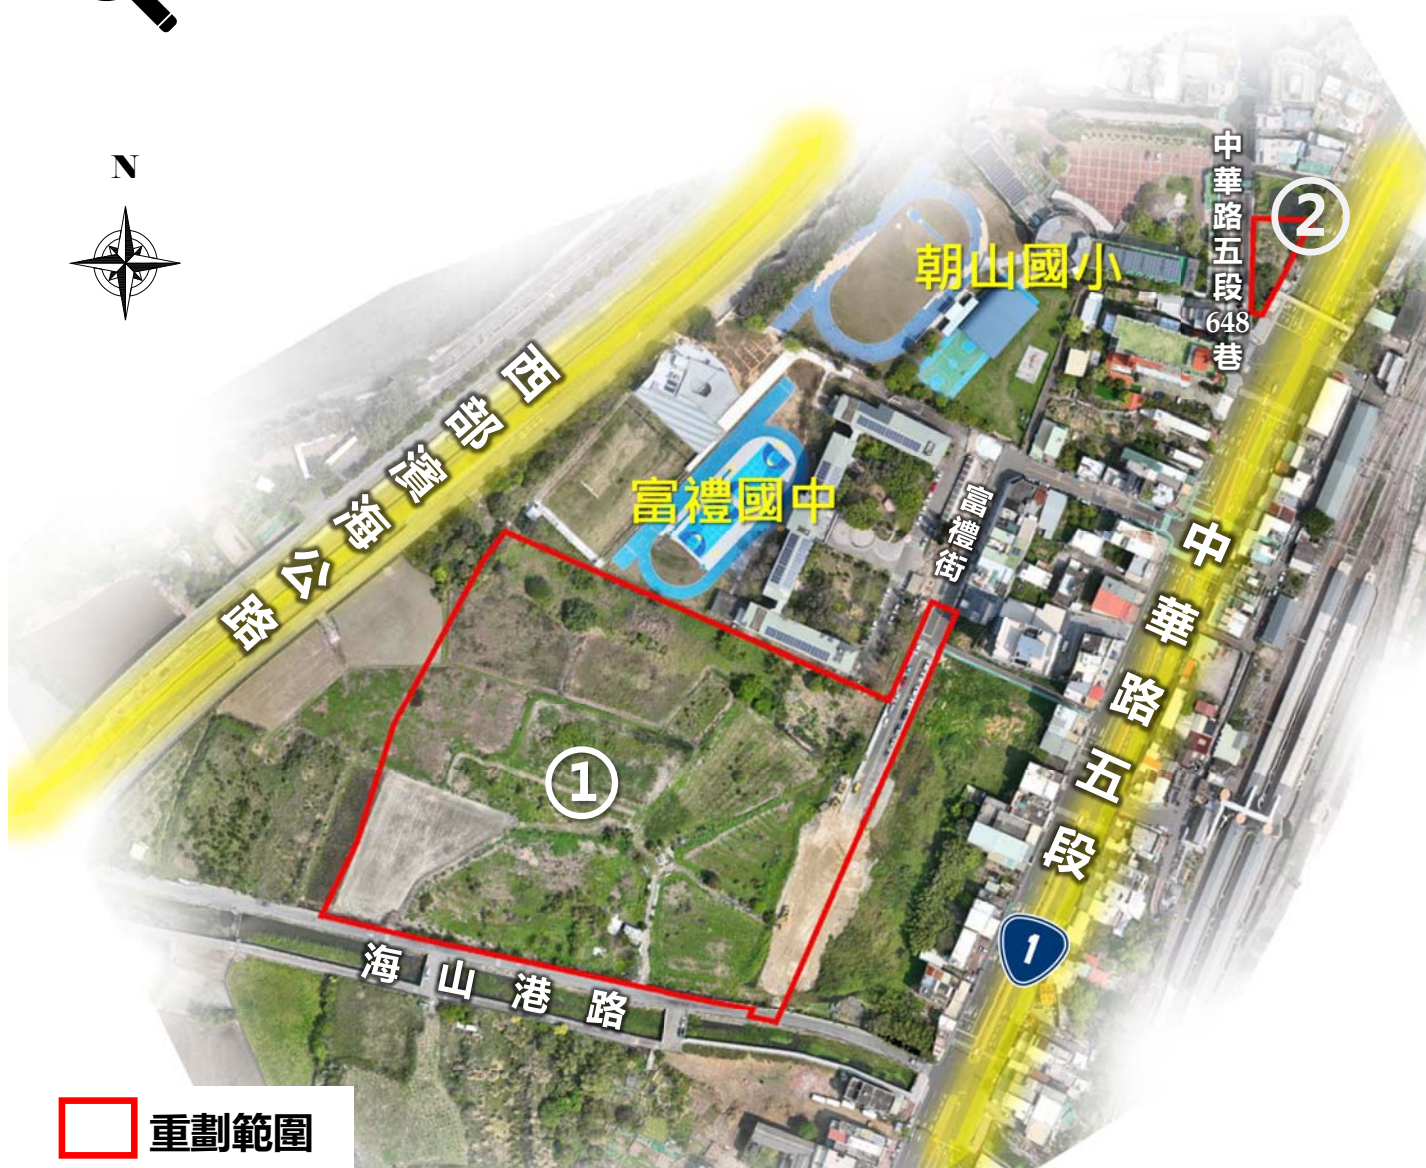 N
中華路五段648巷
②
朝山國小
西部濱海公路
富禮國中
富禮街
中華路五段
①
1
海山港路
重劃範圍